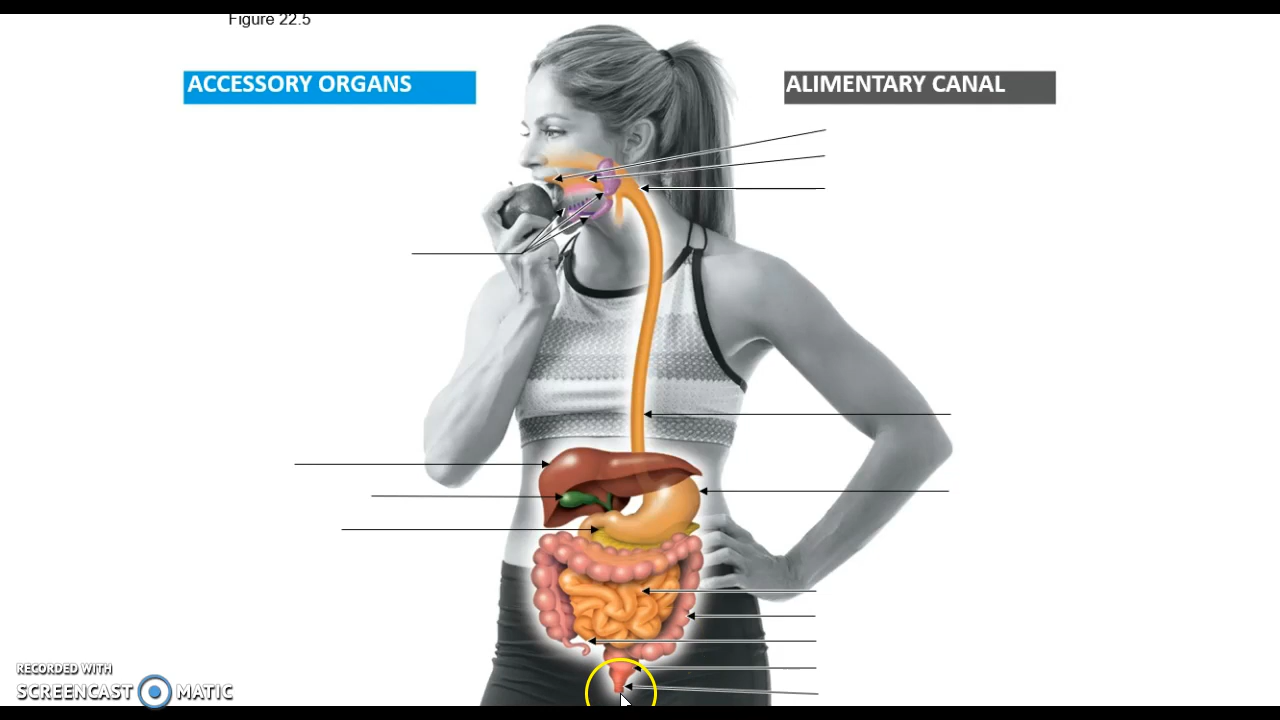 Figure 22.5
ACCESSORY ORGANS
ALIMENTARY CANAL
RECORDED WITH
SCREENCAST MATIC